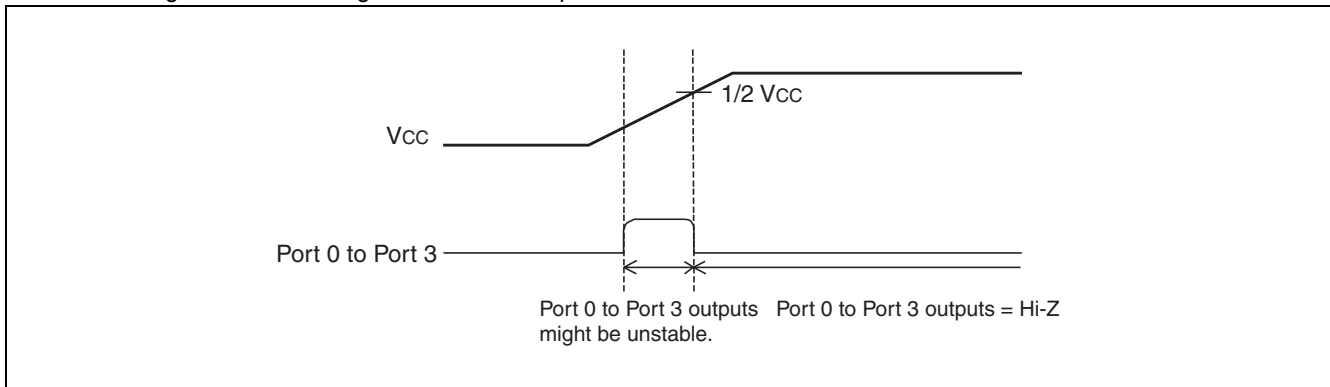 1/2 VCC
VCC
Port 0 to Port 3
Port 0 to Port 3 outputs
might be unstable.
Port 0 to Port 3 outputs = Hi-Z